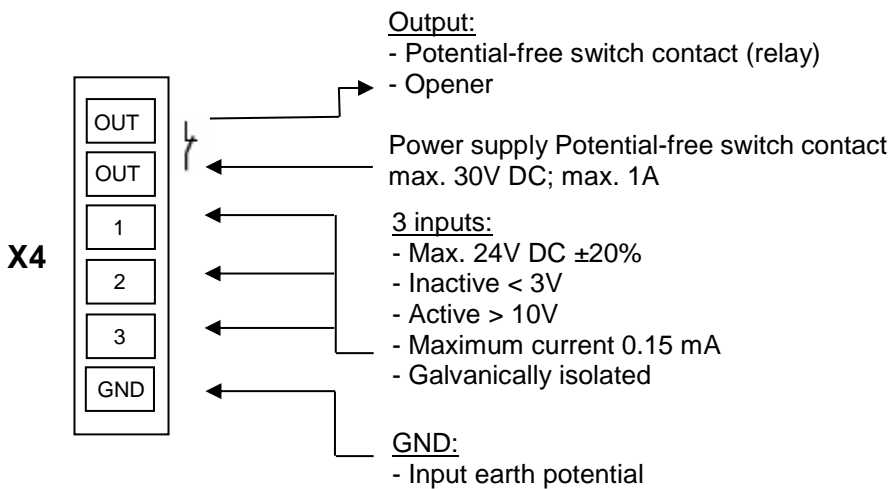 Output:
- Potential-free switch contact (relay)
- Opener
OUT
OUT
Power supply Potential-free switch contact
max. 30V DC; max. 1A
X4
1
2
3
GND
3 inputs:
- Max. 24V DC ±20%
- Inactive < 3V
- Active > 10V
- Maximum current 0.15 mA
- Galvanically isolated
GND:
- Input earth potential